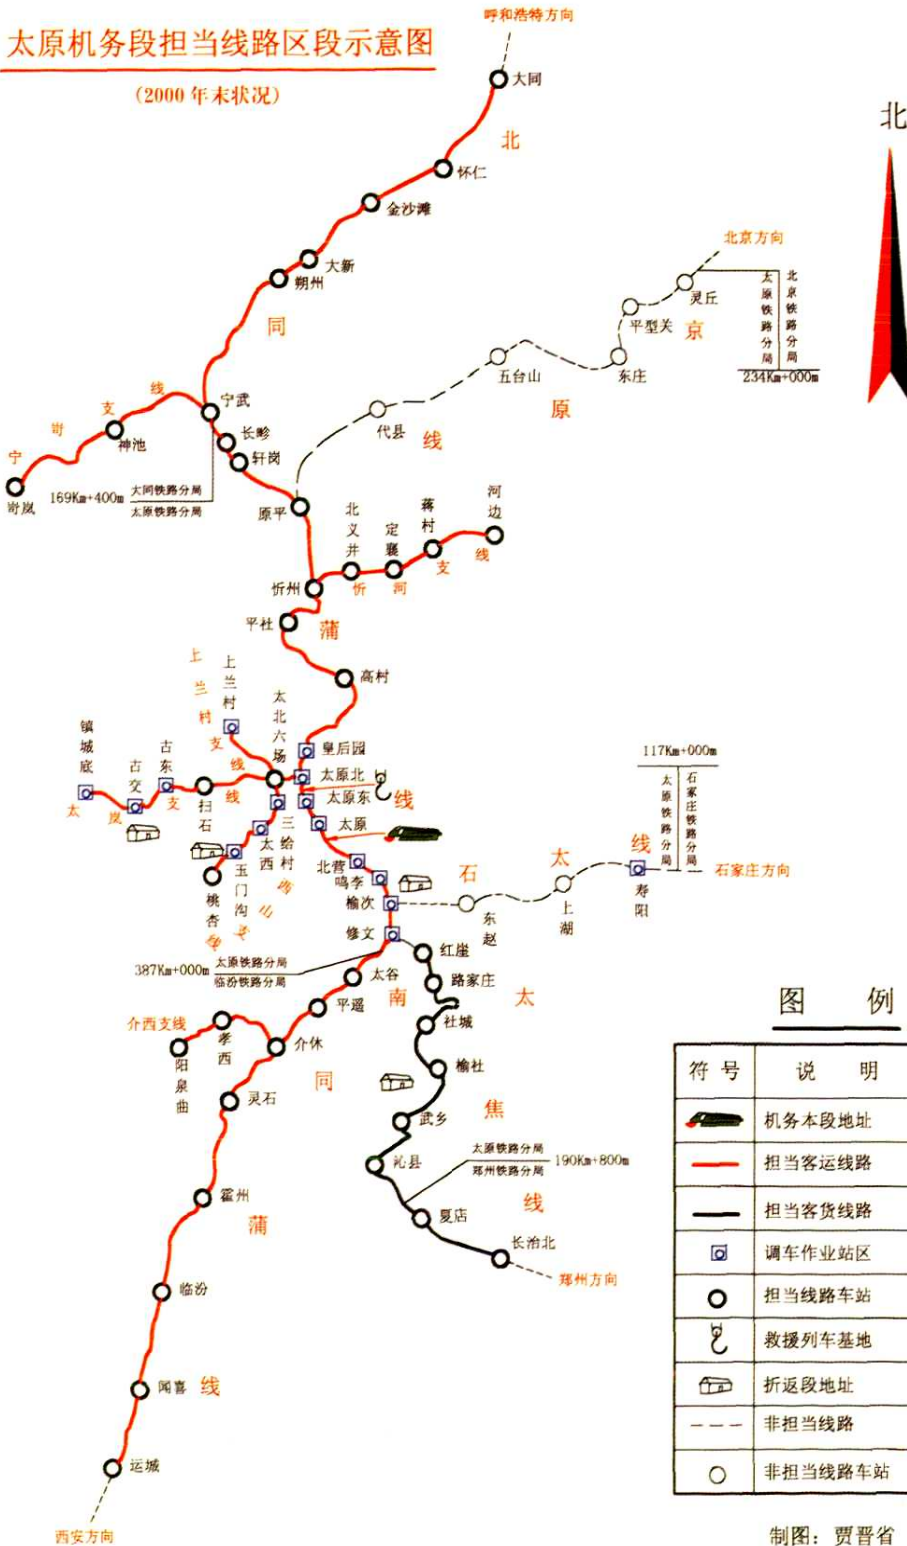 太原机务段担当线路区段示意图
(2000 年末状况)
呼和浩特方向
大同
北
怀仁
金沙滩
大新
朔州
同
北
北京方向
灵丘
平型关
京
太原铁路分局
北京铁路分局
234Km+000m
东庄
五台山
原
代县
线
宁武
长畛
轩岗
宁岢支线
神池
岢岚
169Km+400m
大同铁路分局
太原铁路分局
原平
北义井
定襄
蒋村
河边
忻河支线
忻州
平社
蒲
高村
上兰村支线
上兰村
太北六场
皇后园
太原北
太原东
线
太原
镇城底
古交
古东
扫石
太岚支线
三给村
太西
玉门沟
桃杏
西山支线
北营
鸣李
榆次
修文
石太线
东赵
上湖
寿阳
117Km+000m
太原铁路分局
石家庄铁路分局
石家庄方向
387Km+000m
太原铁路分局
临汾铁路分局
太谷
平遥
南
介西支线
孝西
阳泉曲
介休
同
灵石
霍州
蒲
临汾
闻喜
线
运城
西安方向
红崖
路家庄
太
社城
榆社
焦
武乡
沁县
太原铁路分局
郑州铁路分局
190Km+800m
线
夏店
长治北
郑州方向
图 例
符号 说 明
机务本段地址
担当客运线路
担当客货线路
调车作业站区
担当线路车站
救援列车基地
折返段地址
非担当线路
非担当线路车站
制图：贾晋省